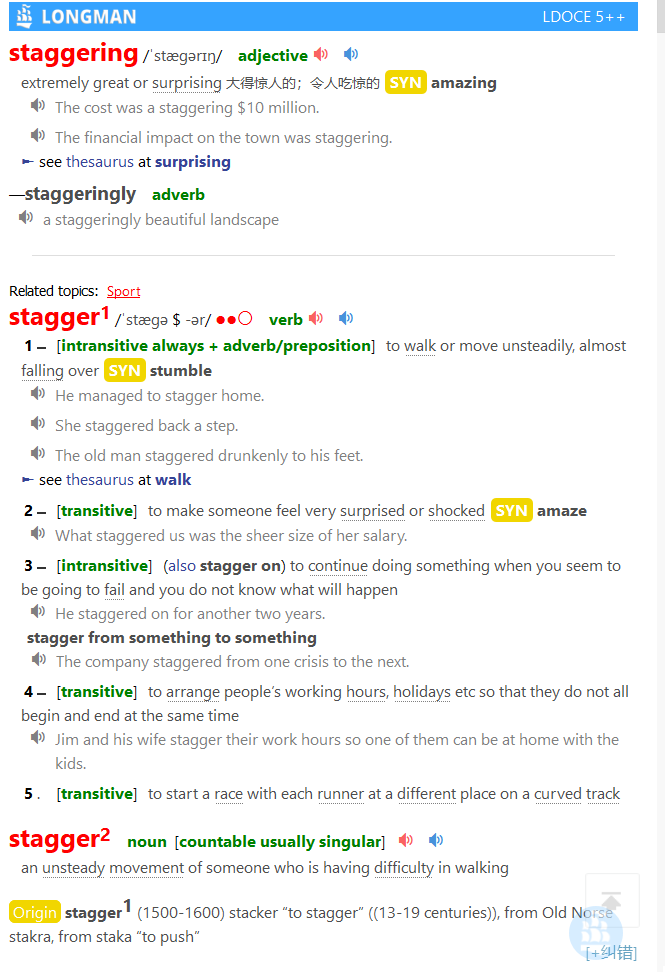 LONGMAN LDOCE 5++
staggering /ˈstæɡərɪŋ/ adjective
extremely great or surprising 大得惊人的；令人吃惊的 SYN amazing
The cost was a staggering $10 million.
The financial impact on the town was staggering.
► see thesaurus at surprising
—staggeringly adverb
a staggeringly beautiful landscape
Related topics: Sport
stagger1 /ˈstæɡə $ -ər/ ●●○ verb
1 – [intransitive always + adverb/preposition] to walk or move unsteadily, almost
falling over SYN stumble
He managed to stagger home.
She staggered back a step.
The old man staggered drunkenly to his feet.
► see thesaurus at walk
2 – [transitive] to make someone feel very surprised or shocked SYN amaze
What staggered us was the sheer size of her salary.
3 – [intransitive] (also stagger on) to continue doing something when you seem to
be going to fail and you do not know what will happen
He staggered on for another two years.
stagger from something to something
The company staggered from one crisis to the next.
4 – [transitive] to arrange people’s working hours, holidays etc so that they do not all
begin and end at the same time
Jim and his wife stagger their work hours so one of them can be at home with the
kids.
5 . [transitive] to start a race with each runner at a different place on a curved track
stagger2 noun [countable usually singular]
an unsteady movement of someone who is having difficulty in walking
Origin stagger1 (1500-1600) stacker “to stagger” ((13-19 centuries)), from Old Norse
stakra, from staka “to push”
[+纠错]